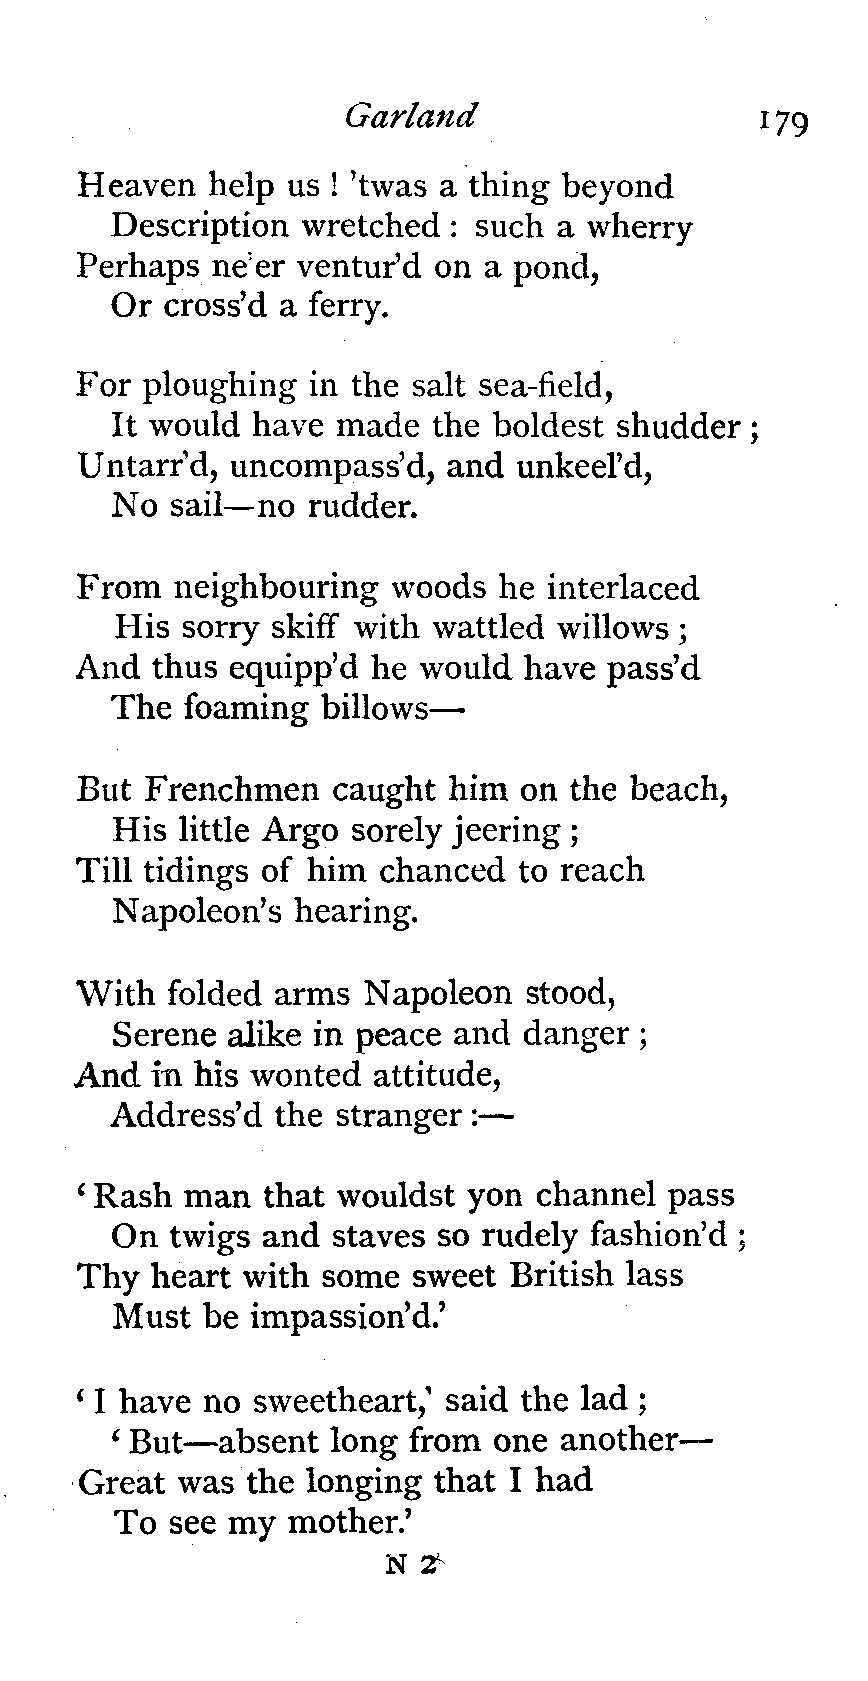 Garland 179
Heaven help us ! 'twas a thing beyond
Description wretched : such a wherry
Perhaps ne'er ventur'd on a pond,
Or cross'd a ferry.
For ploughing in the salt sea-field,
It would have made the boldest shudder ;
Untarr'd, uncompass'd, and unkeel'd,
No sail—no rudder.
From neighbouring woods he interlaced
His sorry skiff with wattled willows ;
And thus equipp'd he would have pass'd
The foaming billows—
But Frenchmen caught him on the beach,
His little Argo sorely jeering ;
Till tidings of him chanced to reach
Napoleon's hearing.
With folded arms Napoleon stood,
Serene alike in peace and danger ;
And in his wonted attitude,
Address'd the stranger :—
‘ Rash man that wouldst yon channel pass
On twigs and staves so rudely fashion'd ;
Thy heart with some sweet British lass
Must be impassion'd.’
‘ I have no sweetheart,’ said the lad ;
‘ But—absent long from one another—
Great was the longing that I had
To see my mother.’
N 2